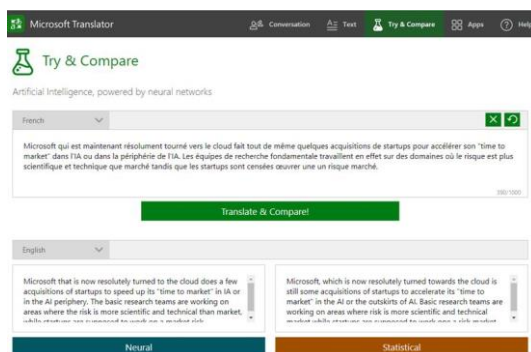 Microsoft Translator
Conversation
Text
Try & Compare
Apps
Help
Try & Compare
Artificial Intelligence, powered by neural networks
French
Microsoft qui est maintenant résolument tourné vers le cloud fait tout de même quelques acquisitions de startups pour accélérer son "time to
market" dans l'IA ou dans la périphérie de l'IA. Les équipes de recherche fondamentale travaillent en effet sur des domaines où le risque est plus
scientifique et technique que marché tandis que les startups sont censées œuvrer une un risque marché.
Translate & Compare!
English
Microsoft that is now resolutely turned to the cloud does a few
acquisitions of startups to speed up its "time to market" in IA or
in the AI periphery. The basic research teams are working on
areas where the risk is more scientific and technical than market,
while startups are supposed to work on a market risk
Neural
Microsoft, which is now resolutely turned towards the cloud is
still some acquisitions of startups to accelerate its "time to
market" in the AI or the outskirts of AI. Basic research teams are
working on areas where risk is more scientific and technical
Statistical